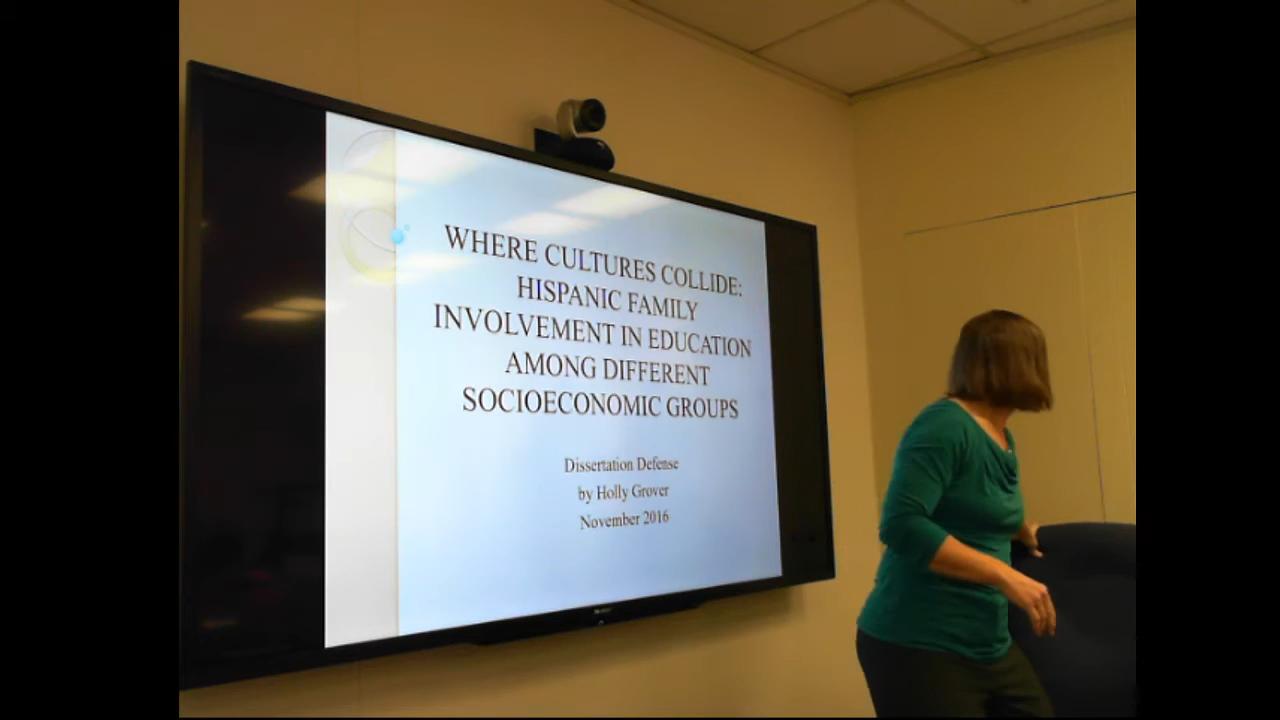 WHERE CULTURES COLLIDE:
HISPANIC FAMILY
INVOLVEMENT IN EDUCATION
AMONG DIFFERENT
SOCIOECONOMIC GROUPS
Dissertation Defense
by Holly Grover
November 2016